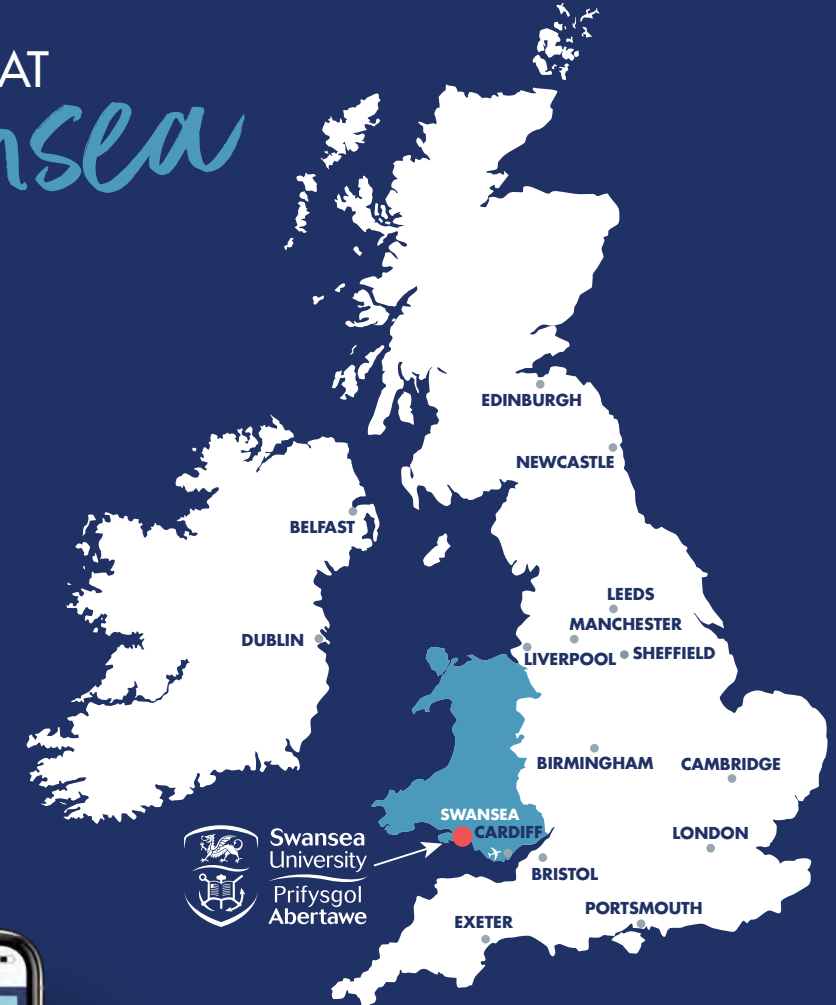 AT
EDINBURGH
NEWCASTLE
BELFAST
LEEDS
MANCHESTER
DUBLIN
LIVERPOOL
SHEFFIELD
BIRMINGHAM
CAMBRIDGE
SWANSEA
CARDIFF
LONDON
Swansea
University
Prifysgol
Abertawe
BRISTOL
PORTSMOUTH
EXETER